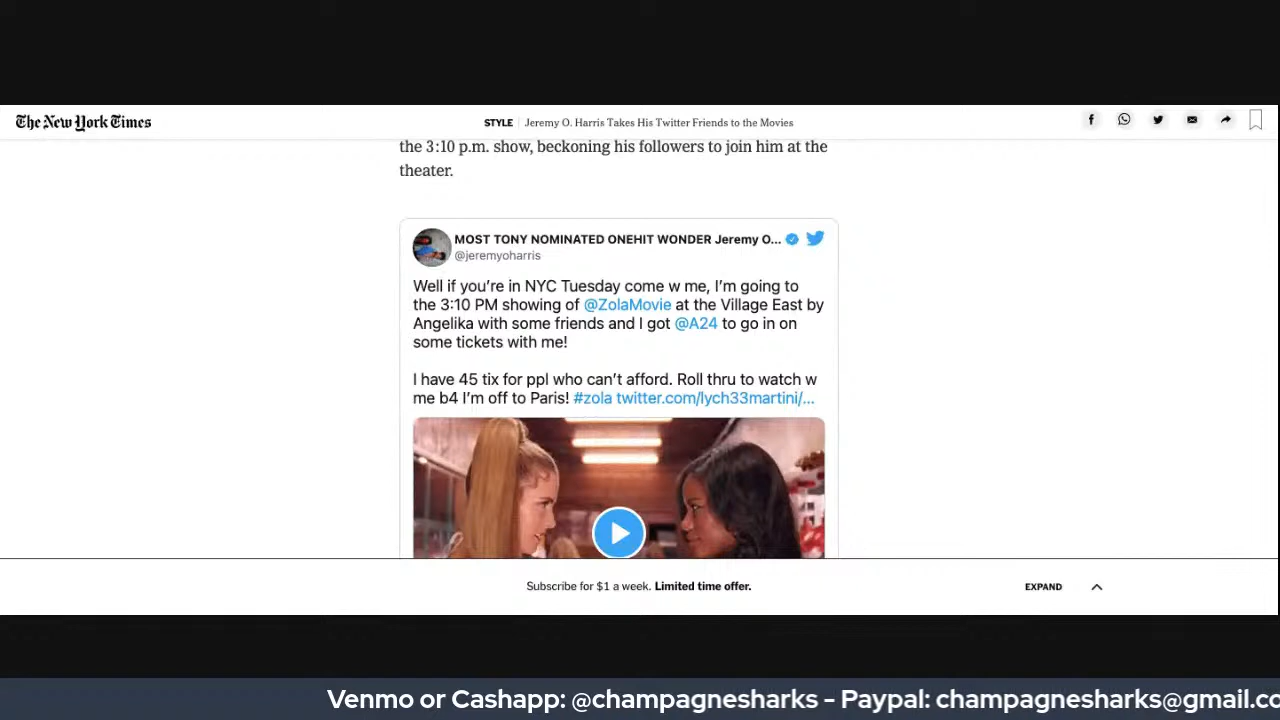 The New York Times
STYLE | Jeremy O. Harris Takes His Twitter Friends to the Movies
the 3:10 p.m. show, beckoning his followers to join him at the
theater.
MOST TONY NOMINATED ONEHIT WONDER Jeremy O...
@jeremyoharris
Well if you're in NYC Tuesday come w me, I'm going to
the 3:10 PM showing of @ZolaMovie at the Village East by
Angelika with some friends and I got @A24 to go in on
some tickets with me!
I have 45 tix for ppl who can't afford. Roll thru to watch w
me b4 I'm off to Paris! #zola twitter.com/lych33martini/...
Subscribe for $1 a week. Limited time offer.
EXPAND
Venmo or Cashapp: @champagnesharks - Paypal: champagnesharks@gmail.co